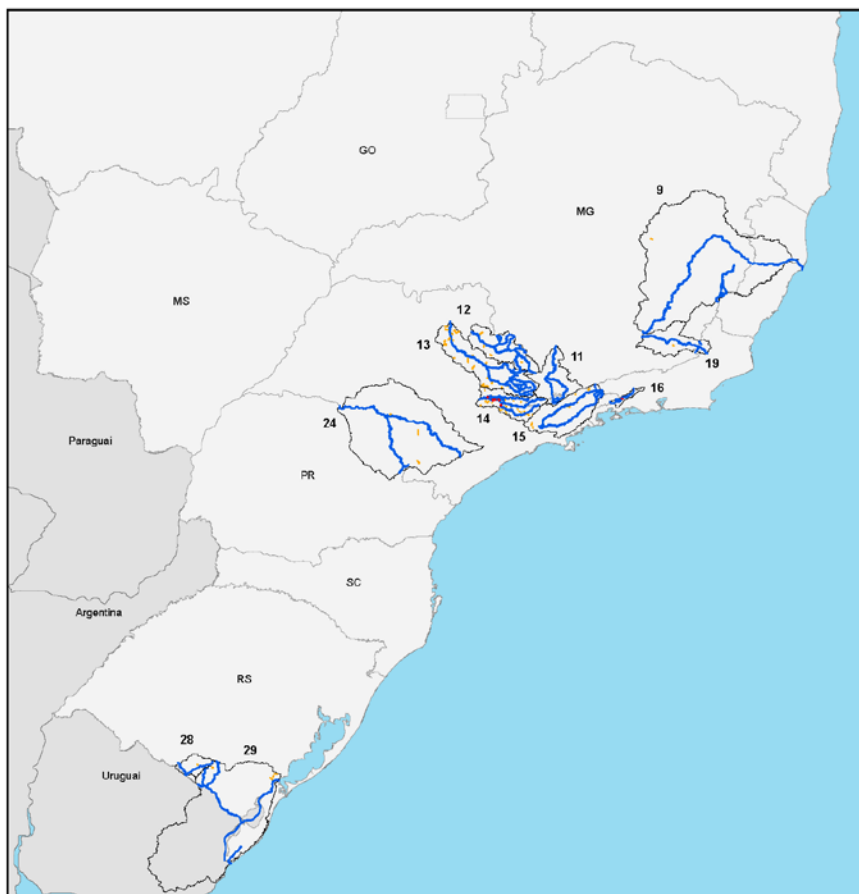 GO
9
MG
MS
12
13
11
19
16
14
24
15
Paraguai
PR
SC
Argentina
RS
28
29
Uruguai